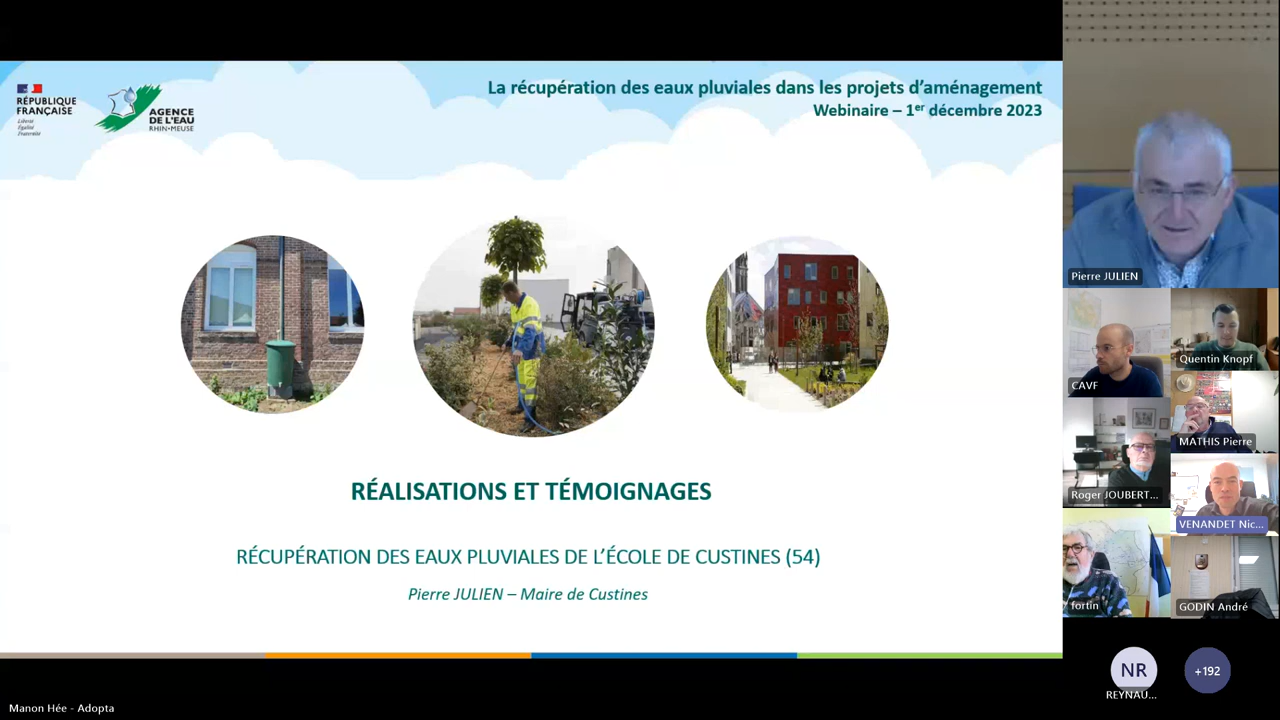 RÉPUBLIQUE
FRANÇAISE
Liberté
Égalité
Fraternité
AGENCE
DE L'EAU
RHIN•MEUSE
La récupération des eaux pluviales dans les projets d'aménagement
Webinaire – 1er décembre 2023
RÉALISATIONS ET TÉMOIGNAGES
RÉCUPÉRATION DES EAUX PLUVIALES DE L'ÉCOLE DE CUSTINES (54)
Pierre JULIEN – Maire de Custines
Pierre JULIEN
CAVF
Quentin Knopf
MATHIS Pierre
Roger JOUBERT...
VENANDET Nic...
fortin
GODIN André
NR
REYNAU...
+192
Manon Hée - Adopta